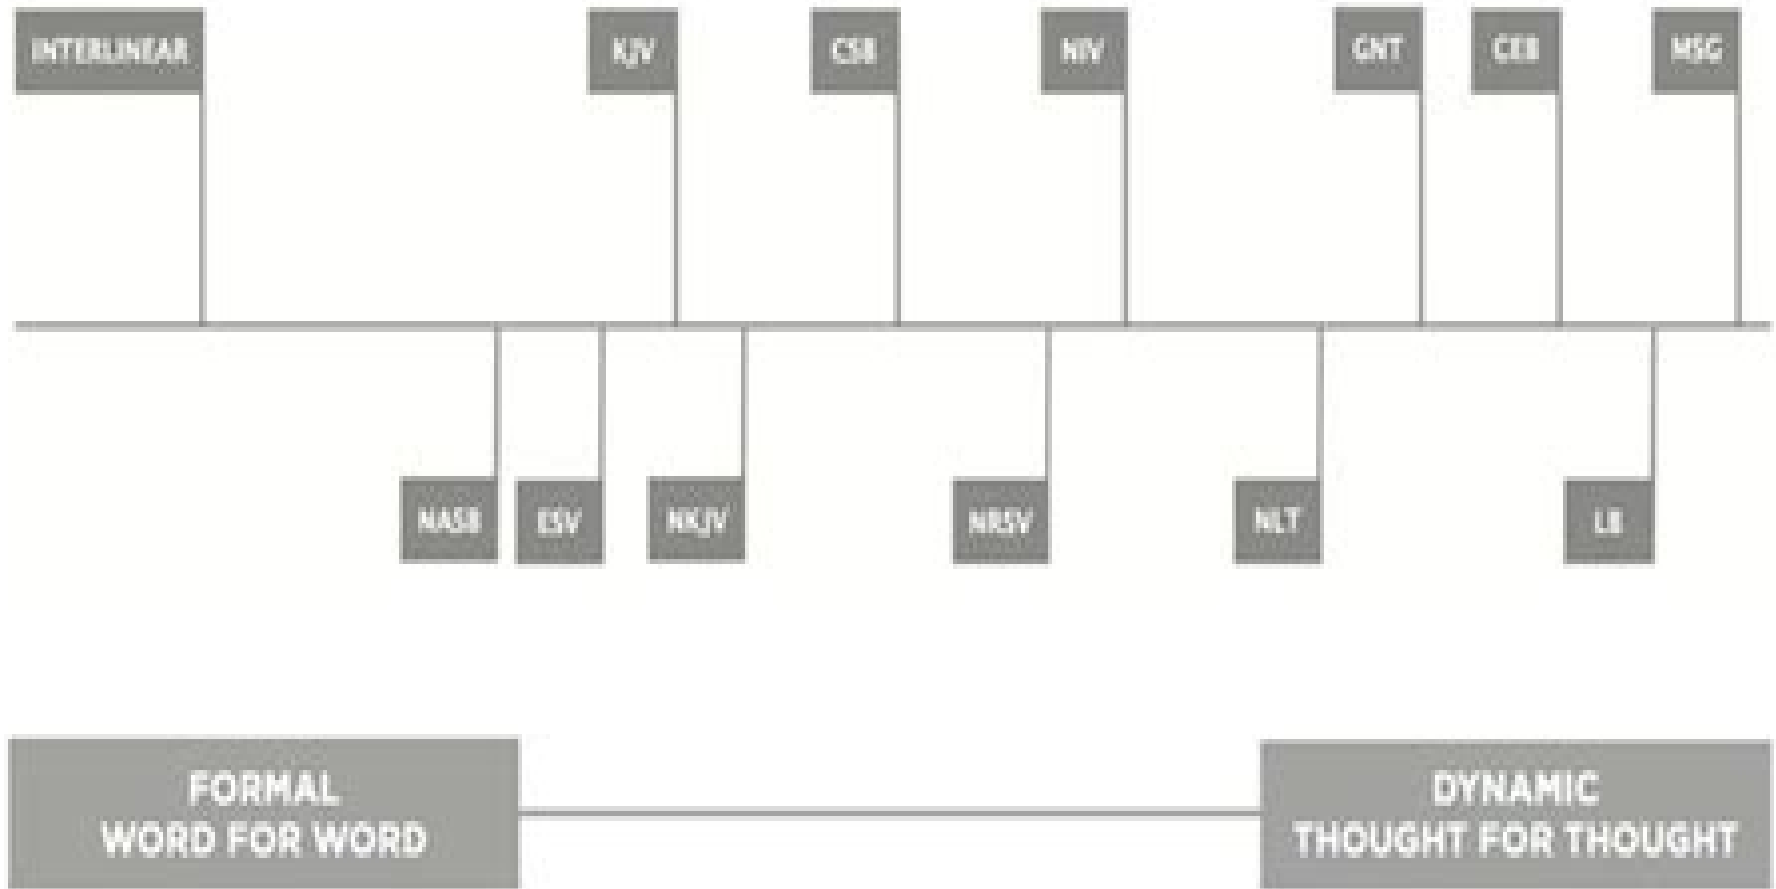 INTERLINEAR
KJV
CSB
NIV
GNT
CEB
MSG
NASB
ESV
NKJV
NRSV
NLT
LB
FORMAL
WORD FOR WORD
DYNAMIC
THOUGHT FOR THOUGHT